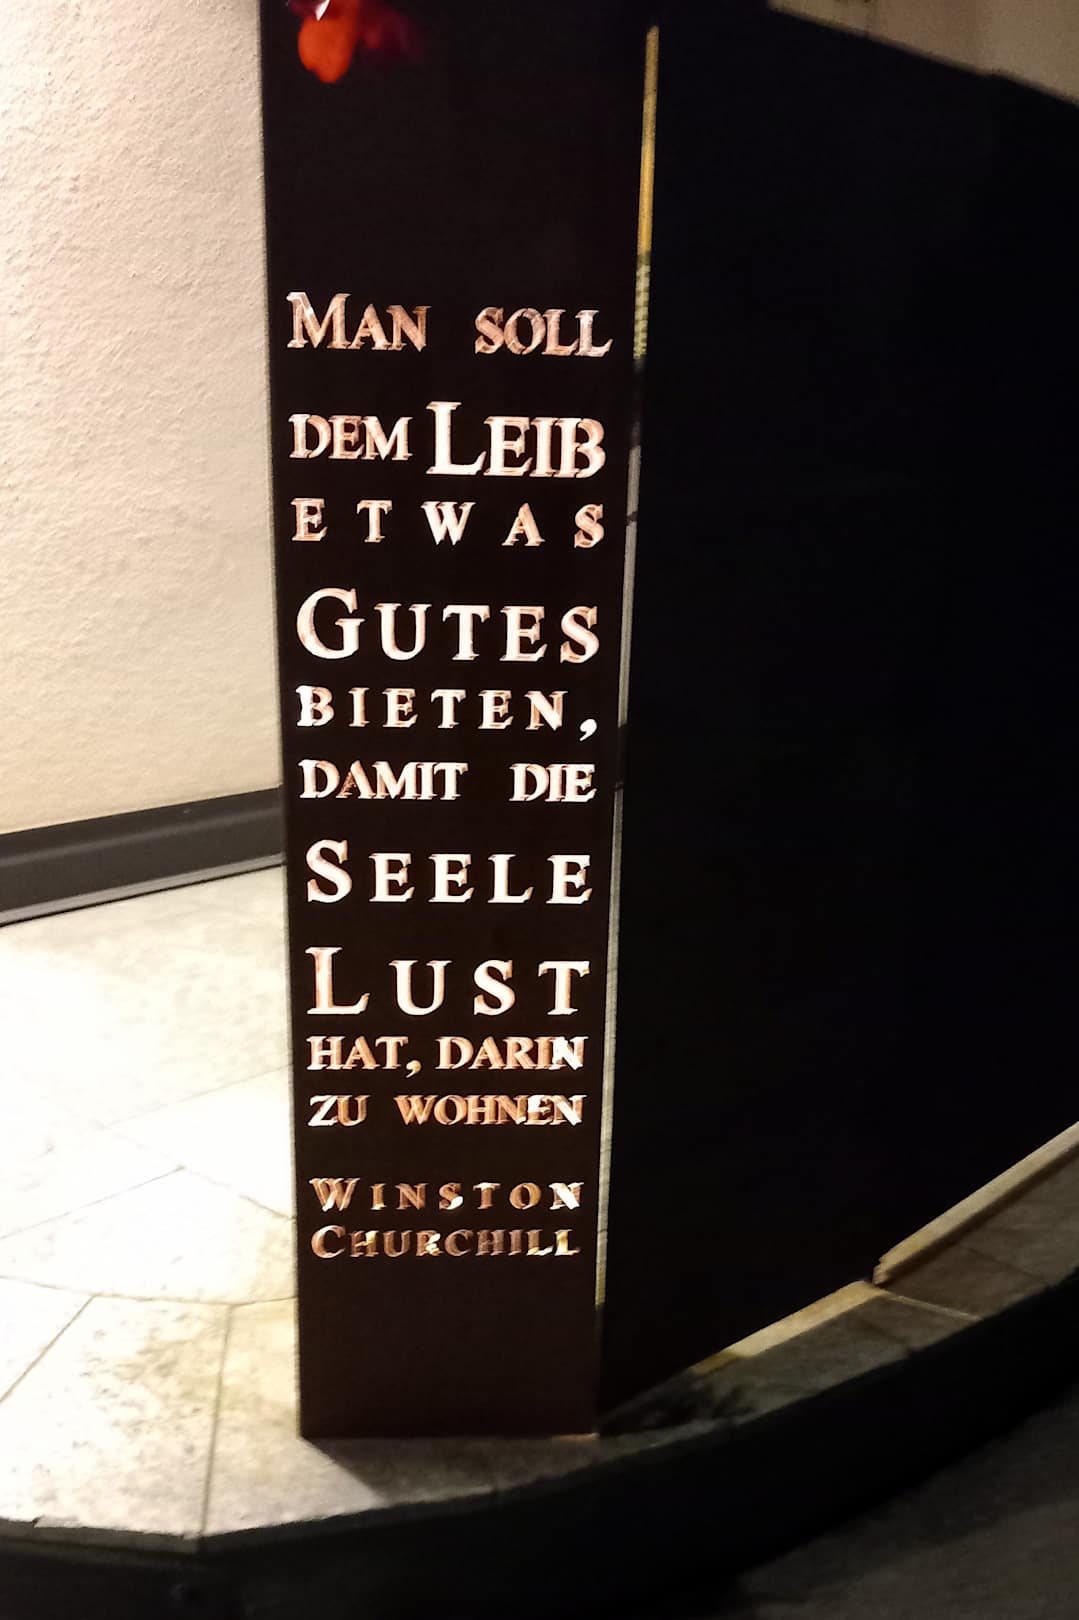 MAN SOLL
DEM LEIB
ETWAS
GUTES
BIETEN,
DAMIT DIE
SEELE
LUST
HAT, DARIN
ZU WOHNEN
WINSTON
CHURCHILL